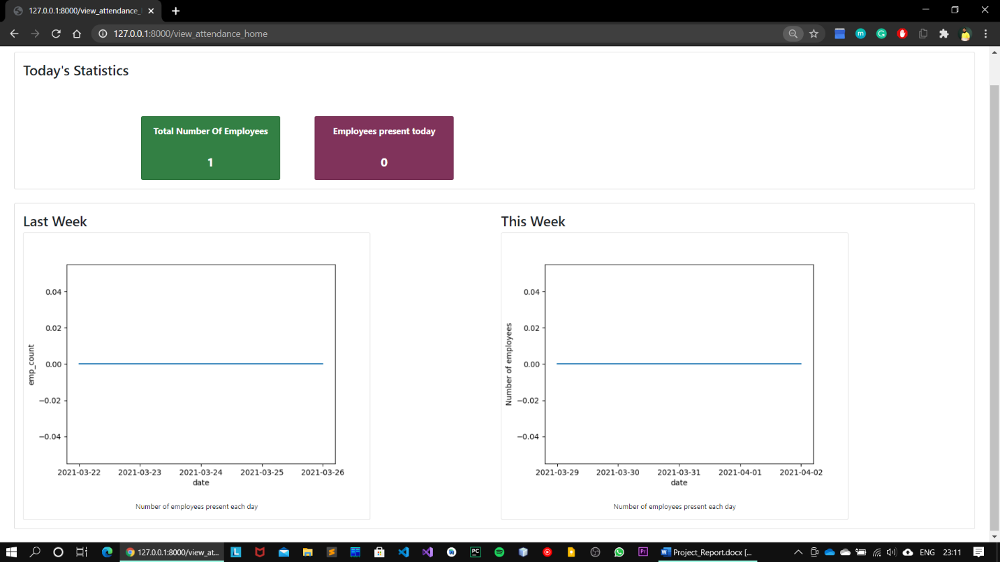 127.0.0.1:8000/view_attendance_
127.0.0.1:8000/view_attendance_home
Today's Statistics
Total Number Of Employees
1
Employees present today
0
Last Week
emp_count
0.04
0.02
0.00
−0.02
−0.04
2021-03-22 2021-03-23 2021-03-24 2021-03-25 2021-03-26
date
Number of employees present each day
This Week
Number of employees
0.04
0.02
0.00
−0.02
−0.04
2021-03-29 2021-03-30 2021-03-31 2021-04-01 2021-04-02
date
Number of employees present each day
127.0.0.1:8000/view_at...
L
PC
Pr
W
Project_Report.docx [...
ENG
23:11